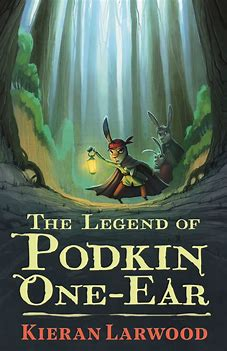 THE LEGEND OF
PODKIN
ONE-EAR
KIERAN LARWOOD